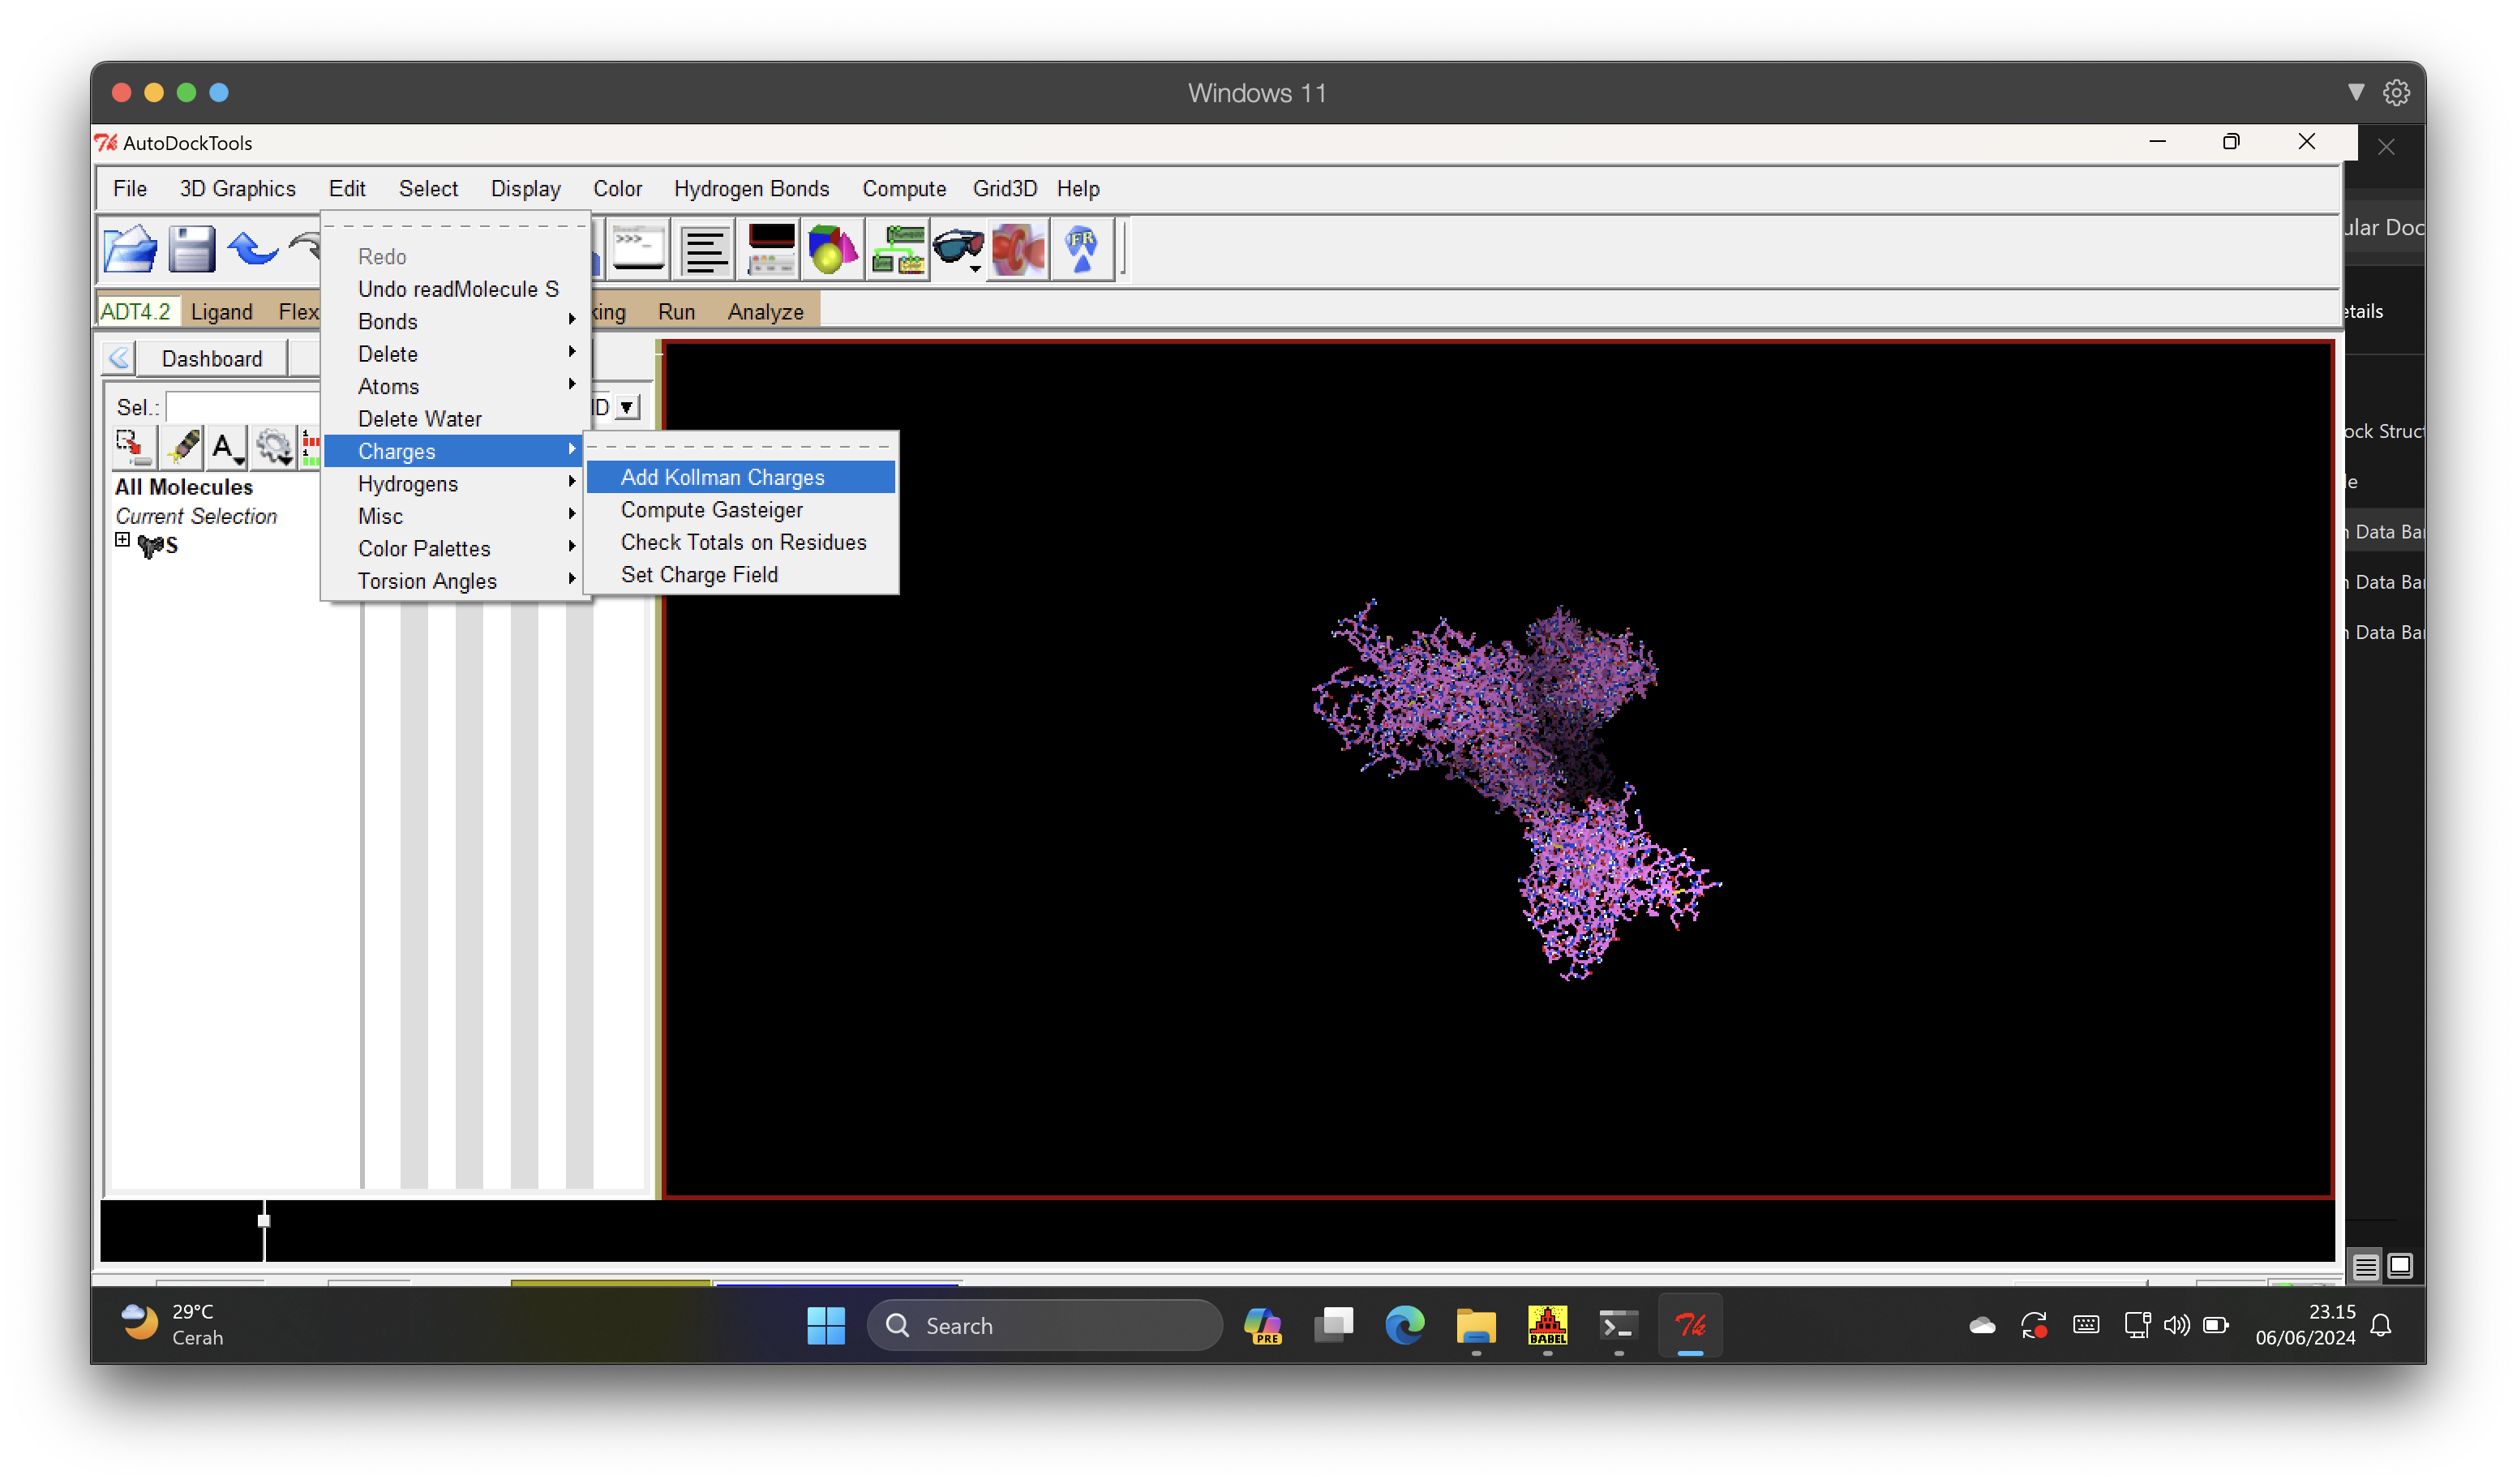 Windows 11
AutoDockTools
File 3D Graphics Edit Select Display Color Hydrogen Bonds Compute Grid3D Help
ular Doc
Redo
Undo readMolecule S
Bonds
Delete
Atoms
Delete Water
Charges
Hydrogens
Misc
Color Palettes
Torsion Angles
Add Kollman Charges
Compute Gasteiger
Check Totals on Residues
Set Charge Field
>>>_
FR
ADT4.2 Ligand Flex king Run Analyze
etails
Dashboard
Sel.:
A
All Molecules
Current Selection
S
ock Struct
le
n Data Ba
n Data Ba
n Data Ba
29°C
Cerah
Search
PRE
BABEL
23.15
06/06/2024